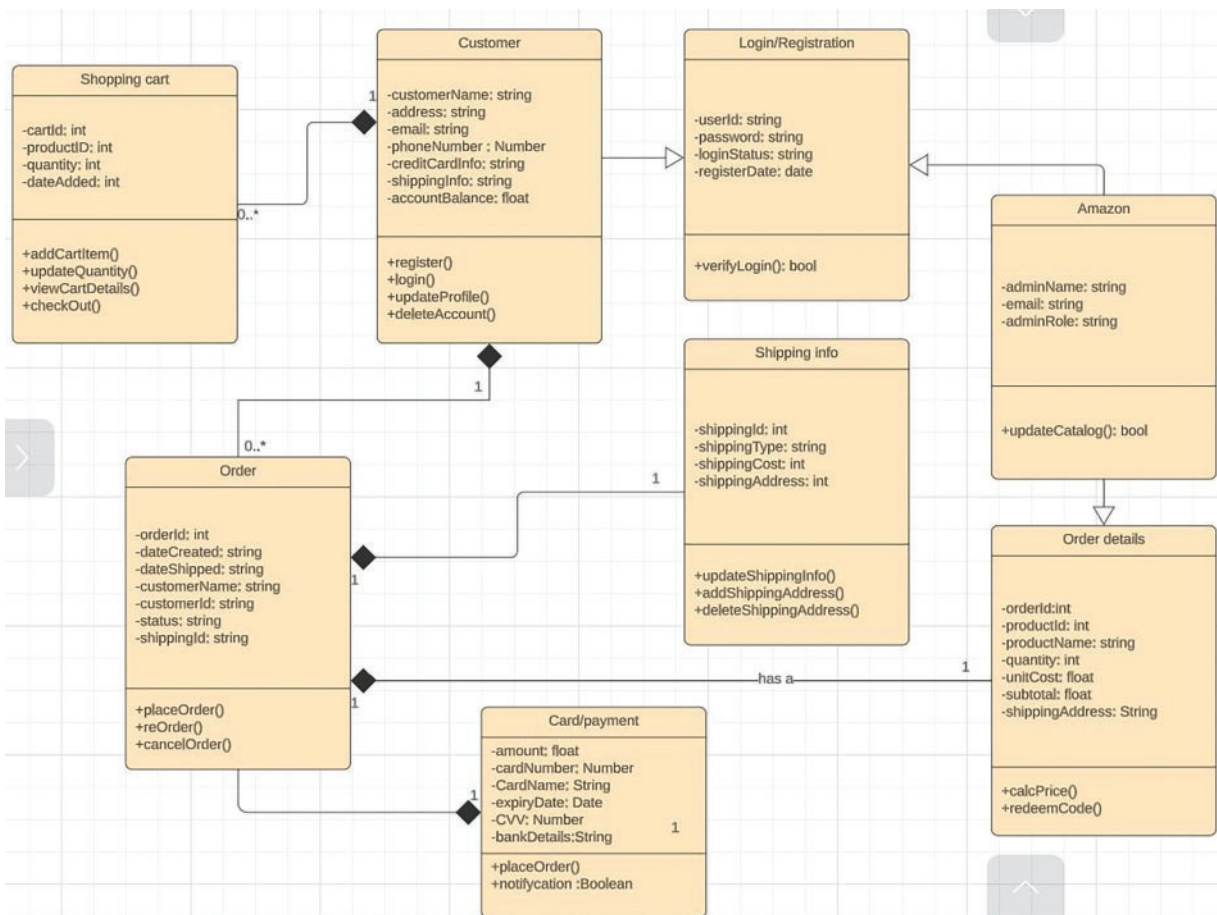 Shopping cart
-cartId: int
-productID: int
-quantity: int
-dateAdded: int
+addCartItem()
+updateQuantity()
+viewCartDetails()
+checkOut()
1
0..*
Customer
-customerName: string
-address: string
-email: string
-phoneNumber : Number
-creditCardInfo: string
-shippingInfo: string
-accountBalance: float
+register()
+login()
+updateProfile()
+deleteAccount()
Login/Registration
-userId: string
-password: string
-loginStatus: string
-registerDate: date
+verifyLogin(): bool
Amazon
-adminName: string
-email: string
-adminRole: string
+updateCatalog(): bool
1
0..*
Order
-orderId: int
-dateCreated: string
-dateShipped: string
-customerName: string
-customerId: string
-status: string
-shippingId: string
+placeOrder()
+reOrder()
+cancelOrder()
1
1
Shipping info
-shippingId: int
-shippingType: string
-shippingCost: int
-shippingAddress: int
+updateShippingInfo()
+addShippingAddress()
+deleteShippingAddress()
1
has a
1
Order details
-orderId:int
-productId: int
-productName: string
-quantity: int
-unitCost: float
-subtotal: float
-shippingAddress: String
+calcPrice()
+redeemCode()
1
Card/payment
-amount: float
-cardNumber: Number
-CardName: String
-expiryDate: Date
-CVV: Number
-bankDetails:String
1
+placeOrder()
+notifycation :Boolean